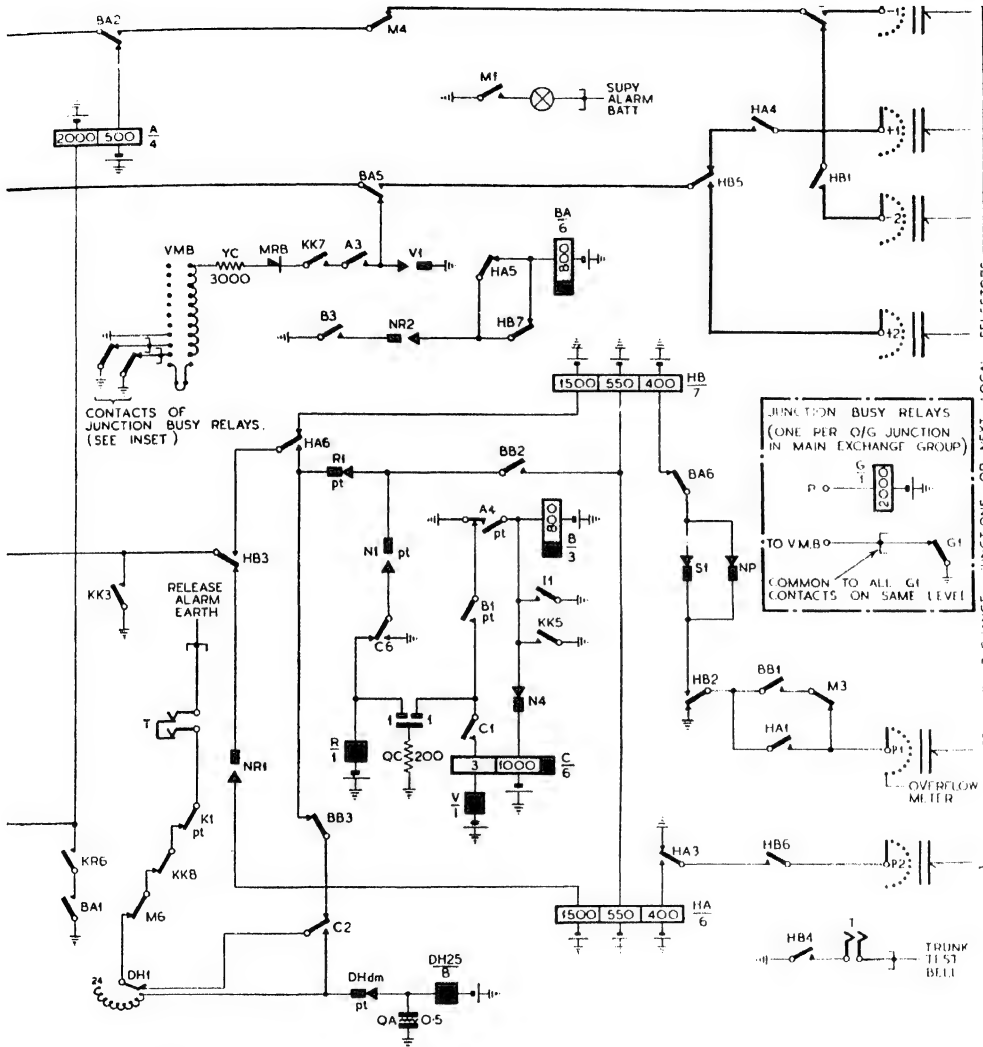 BA2
M4
-1
M1
SUPY
ALARM
BATT
2000 500
A/4
HA4
+1
BA5
HB5
HB1
-2
BA/6
800
VMB
YC
3000
MRB
KK7
A3
V1
HA5
B3
NR2
HB7
+2
CONTACTS OF
JUNCTION BUSY RELAYS.
(SEE INSET)
1500 550 400
HB/7
JUNCTION BUSY RELAYS
(ONE PER O/G JUNCTION
IN MAIN EXCHANGE GROUP)
P
G/1
2000
TO V.M.B
G1
COMMON TO ALL G1
CONTACTS ON SAME LEVEL
HA6
R1
pt
BB2
BA6
A4
pt
800
B/3
N1
pt
S1
NP
HB3
KK3
RELEASE
ALARM
EARTH
B1
pt
I1
KK5
C6
N4
HB2
BB1
M3
HA1
P1
OVERFLOW
METER
T
1 1
C1
R/1
QC
200
3 1000
C/6
V/1
NR1
K1
pt
BB3
KK8
HA3
HB6
P2
KR6
M6
BA1
C2
1500 550 400
HA/6
HB4
T
TRUNK
TEST
BELL
24
DH1
DHdm
pt
DH25/B
QA
0·5